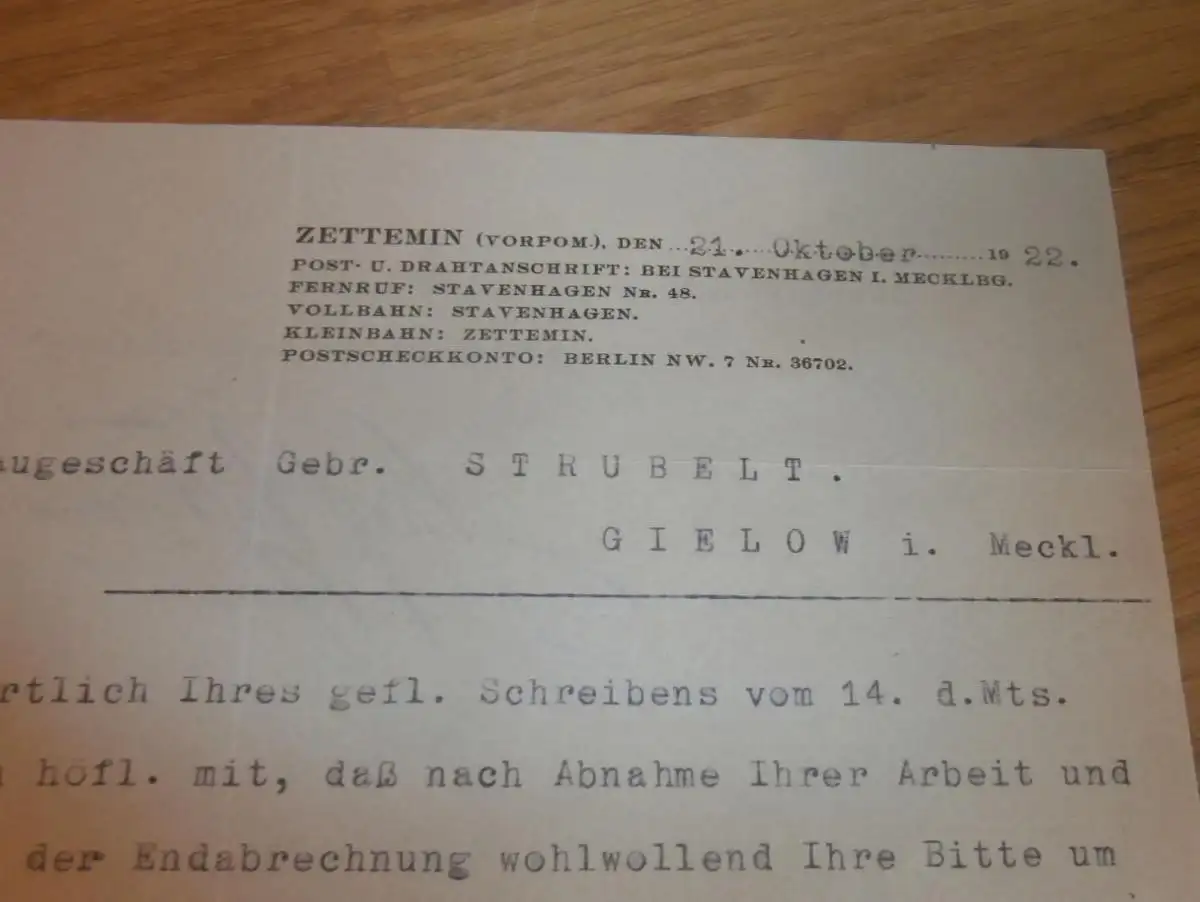 ZETTEMIN (VORPOM.), DEN 21. Oktober 1922.
POST- U. DRAHTANSCHRIFT: BEI STAVENHAGEN I. MECKLBG.
FERNRUF: STAVENHAGEN NR. 48.
VOLLBAHN: STAVENHAGEN.
KLEINBAHN: ZETTEMIN.
POSTSCHECKKONTO: BERLIN NW. 7 NR. 36702.
augeschäft Gebr. STRUBELT.
GIELOW i. Meckl.
rtlich Ihres gefl. Schreibens vom 14. d.Mts.
höfl. mit, daß nach Abnahme Ihrer Arbeit und
der Endabrechnung wohlwollend Ihre Bitte um